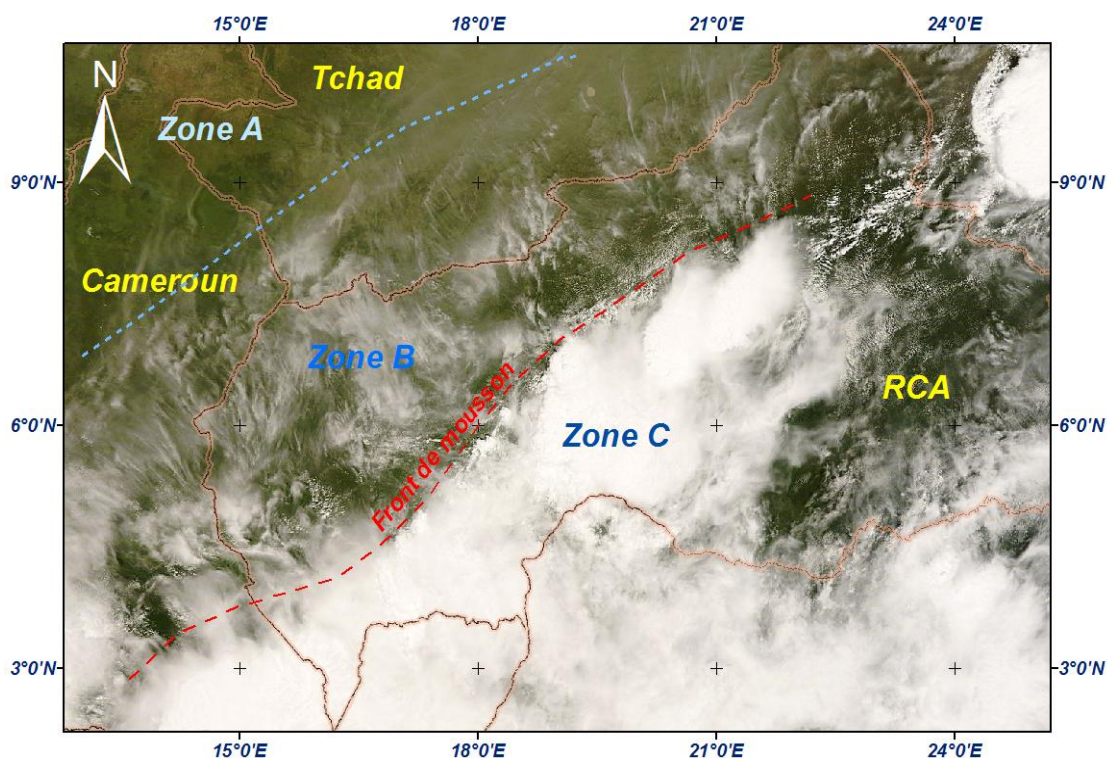 15°0'E 18°0'E 21°0'E 24°0'E
N
Tchad
Zone A
9°0'N 9°0'N
Cameroun
Zone B
RCA
Front de mousson
6°0'N 6°0'N
Zone C
3°0'N 3°0'N
15°0'E 18°0'E 21°0'E 24°0'E